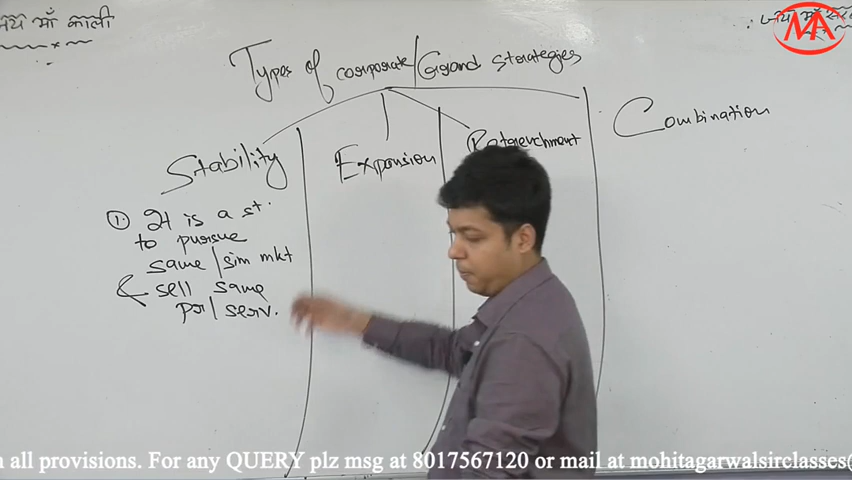 जय माँ काली
MA
Types of corporate/Grand strategies
Stability
Expansion
Retrenchment
Combination
① It is a st.
to pursue
same/sim mkt
& sell same
pr/serv.
all provisions. For any QUERY plz msg at 8017567120 or mail at mohitagarwalsirclasses@